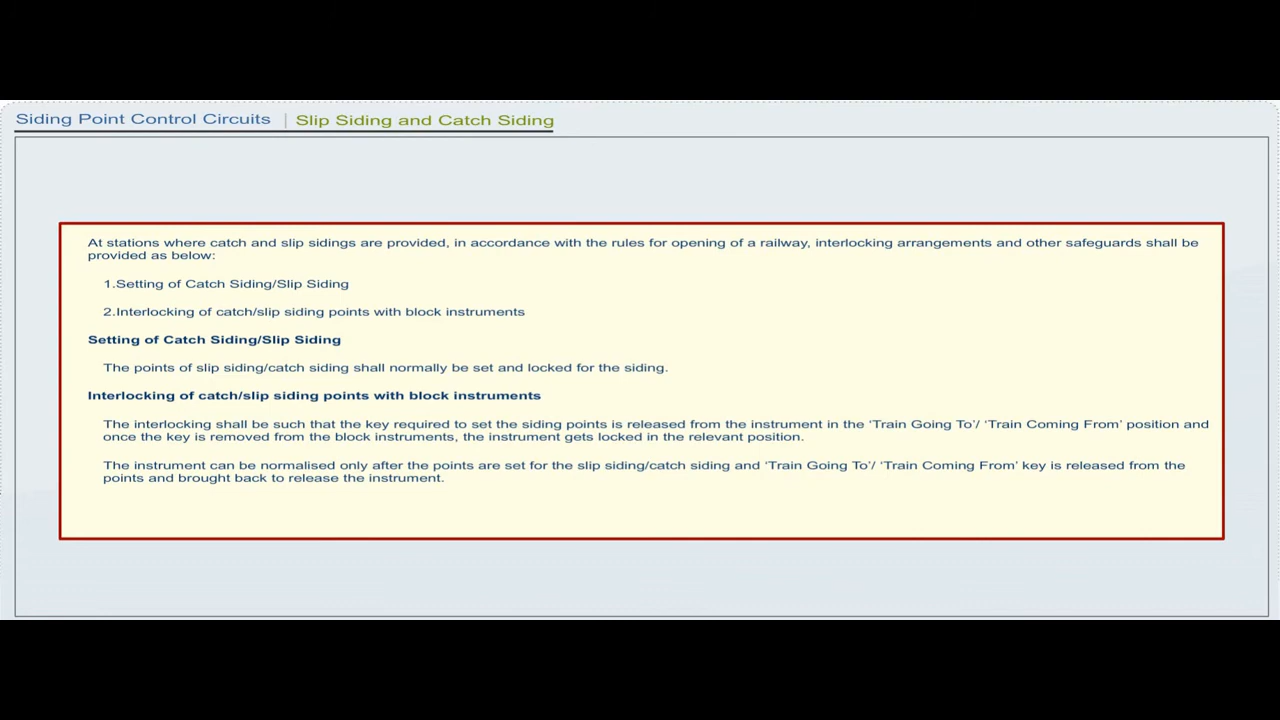 Siding Point Control Circuits | Slip Siding and Catch Siding
At stations where catch and slip sidings are provided, in accordance with the rules for opening of a railway, interlocking arrangements and other safeguards shall be
provided as below:
1.Setting of Catch Siding/Slip Siding
2.Interlocking of catch/slip siding points with block instruments
Setting of Catch Siding/Slip Siding
The points of slip siding/catch siding shall normally be set and locked for the siding.
Interlocking of catch/slip siding points with block instruments
The interlocking shall be such that the key required to set the siding points is released from the instrument in the ‘Train Going To’/ ‘Train Coming From’ position and
once the key is removed from the block instruments, the instrument gets locked in the relevant position.
The instrument can be normalised only after the points are set for the slip siding/catch siding and ‘Train Going To’/ ‘Train Coming From’ key is released from the
points and brought back to release the instrument.